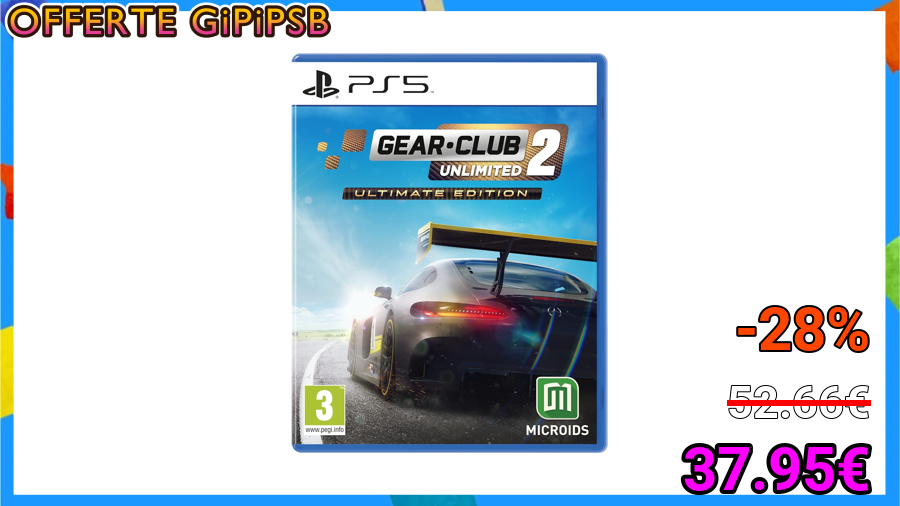 OFFERTE GiPiPSB
PS5
GEAR•CLUB
UNLIMITED 2
ULTIMATE EDITION
3
www.pegi.info
MICROIDS
-28%
52.66€
37.95€